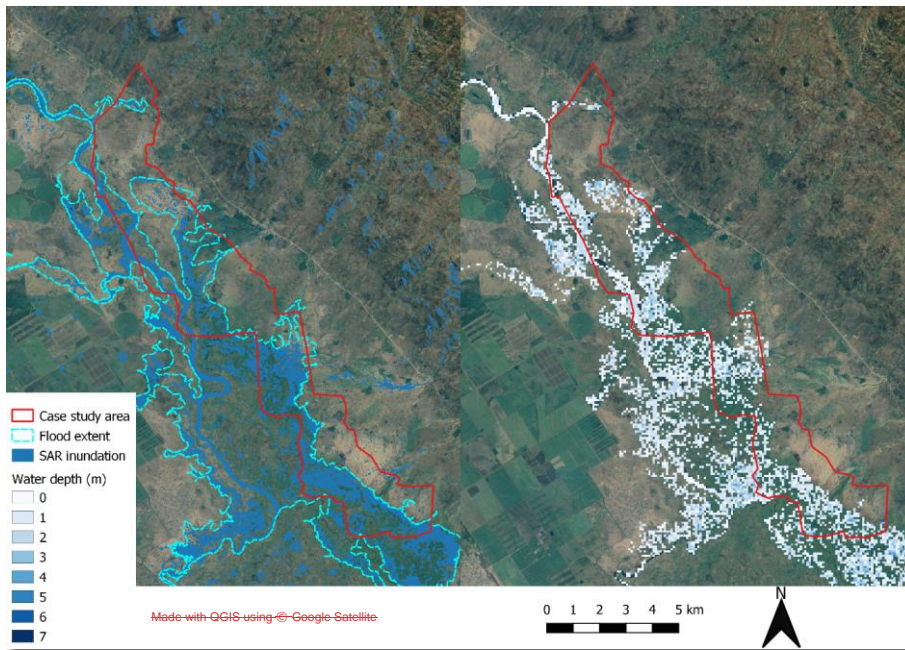 Case study area
Flood extent
SAR inundation
Water depth (m)
0
1
2
3
4
5
6
7
Made with QGIS using © Google Satellite
0 1 2 3 4 5 km
N